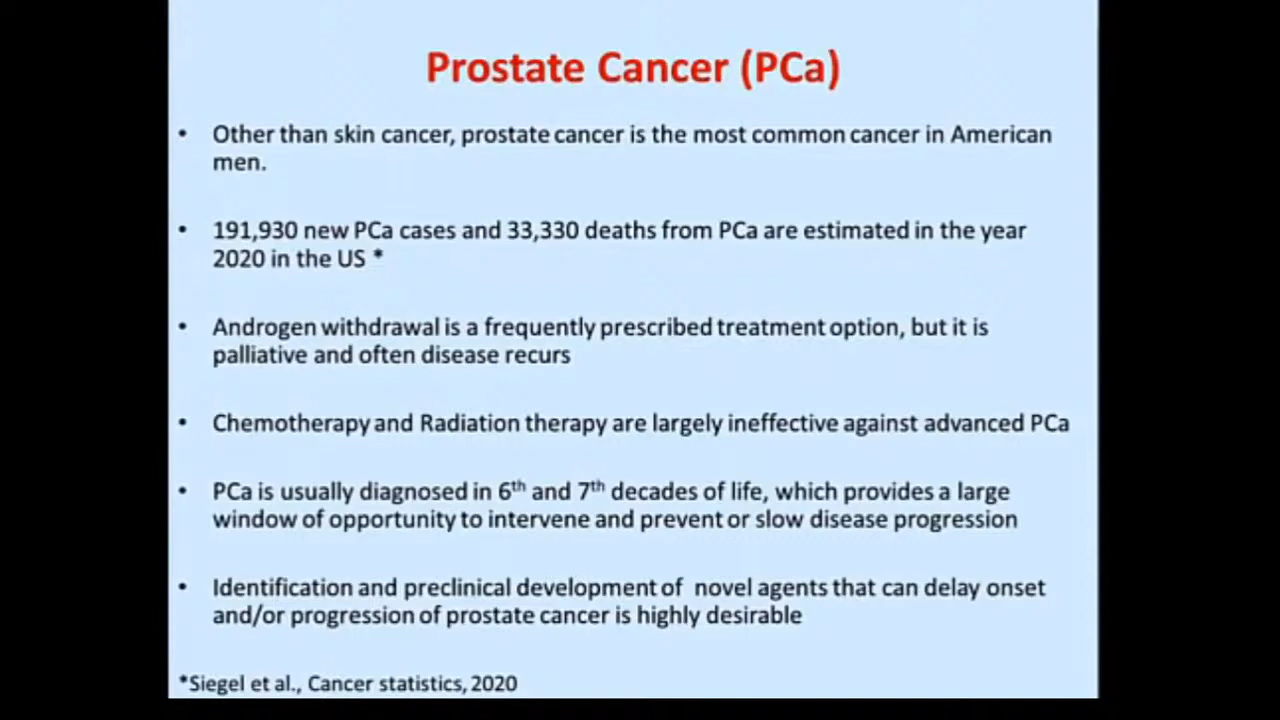 Prostate Cancer (PCa)
• Other than skin cancer, prostate cancer is the most common cancer in American
men.
• 191,930 new PCa cases and 33,330 deaths from PCa are estimated in the year
2020 in the US *
• Androgen withdrawal is a frequently prescribed treatment option, but it is
palliative and often disease recurs
• Chemotherapy and Radiation therapy are largely ineffective against advanced PCa
• PCa is usually diagnosed in 6th and 7th decades of life, which provides a large
window of opportunity to intervene and prevent or slow disease progression
• Identification and preclinical development of novel agents that can delay onset
and/or progression of prostate cancer is highly desirable
*Siegel et al., Cancer statistics, 2020